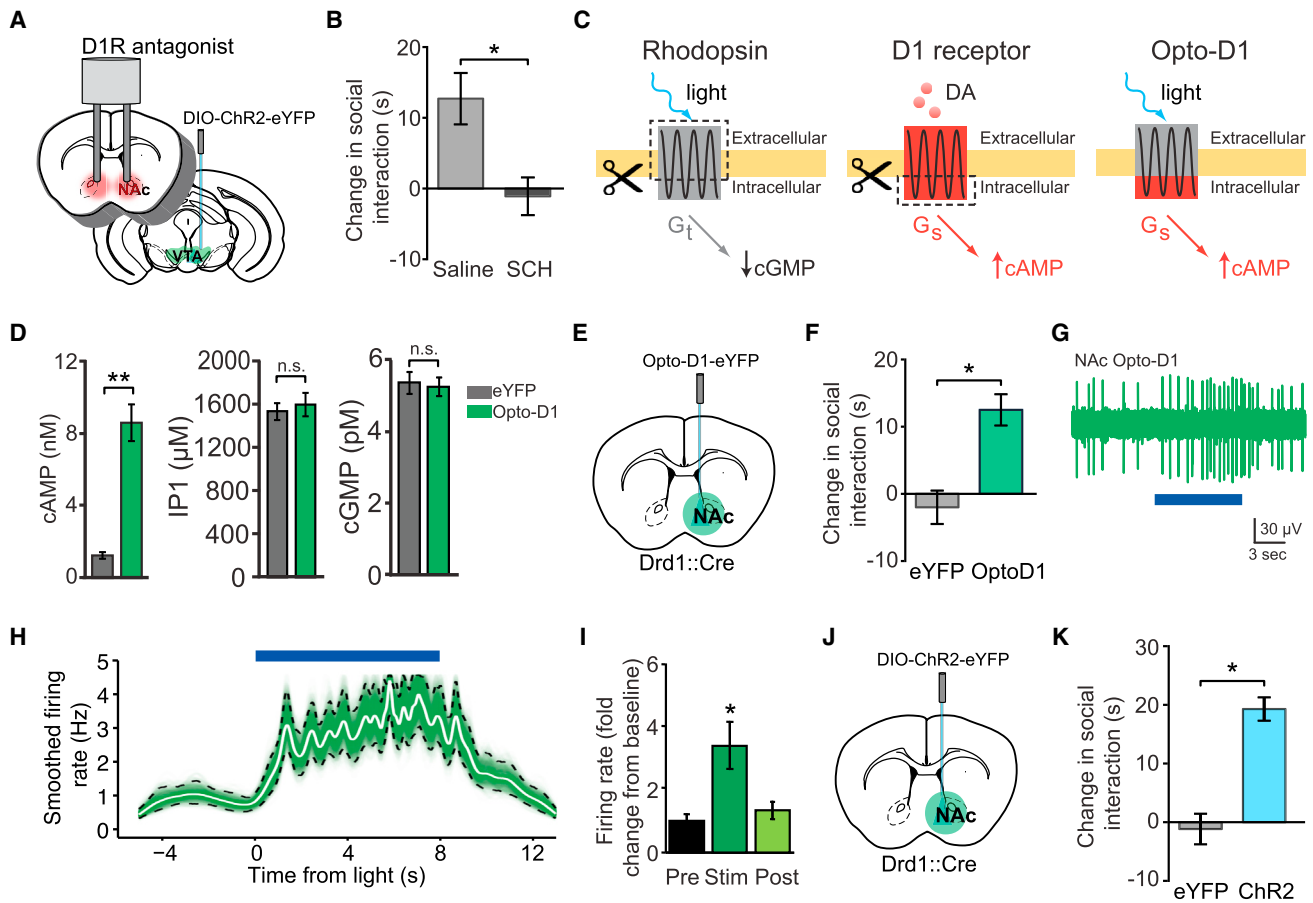 A
D1R antagonist
DIO-ChR2-eYFP
NAc
VTA
B
Change in social
interaction (s)
20
10
0
-10
*
Saline SCH
C
Rhodopsin
light
Extracellular
Intracellular
Gt
↓cGMP
D1 receptor
DA
Extracellular
Intracellular
Gs
↑cAMP
Opto-D1
light
Extracellular
Intracellular
Gs
↑cAMP
D
cAMP (nM)
12
8
4
0
**
IP1 (µM)
2000
1600
1200
800
400
0
n.s.
cGMP (pM)
6
4
2
0
n.s.
eYFP
Opto-D1
E
Opto-D1-eYFP
NAc
Drd1::Cre
F
Change in social
interaction (s)
20
10
0
-10
*
eYFP OptoD1
G
NAc Opto-D1
30 µV
3 sec
H
Smoothed firing
rate (Hz)
5
4
3
2
1
0
−4 0 4 8 12
Time from light (s)
I
Firing rate (fold
change from baseline)
6
4
2
0
*
Pre Stim Post
J
DIO-ChR2-eYFP
NAc
Drd1::Cre
K
Change in social
interaction (s)
30
20
10
0
-10
*
eYFP ChR2